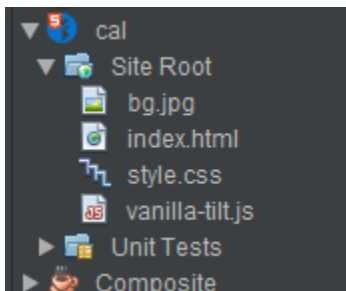 cal
Site Root
bg.jpg
index.html
style.css
vanilla-tilt.js
Unit Tests
Composite